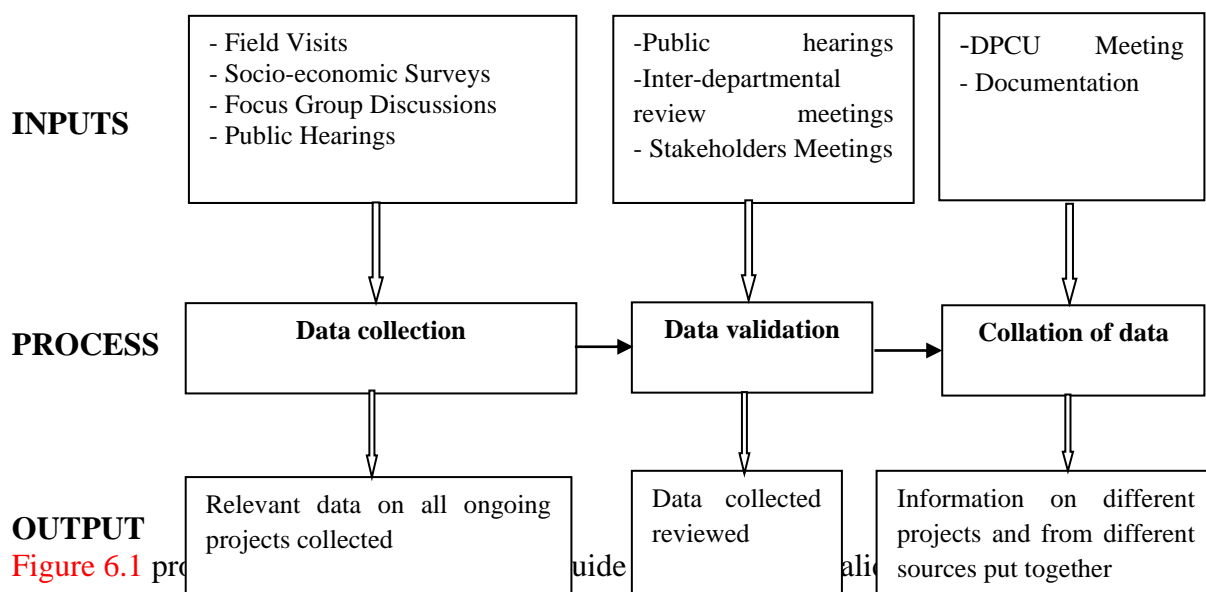 - Field Visits
- Socio-economic Surveys
- Focus Group Discussions
- Public Hearings
-Public hearings
-Inter-departmental
review meetings
- Stakeholders Meetings
-DPCU Meeting
- Documentation
INPUTS
PROCESS
Data collection
Data validation
Collation of data
OUTPUT
Relevant data on all ongoing
projects collected
Data collected
reviewed
Information on different
projects and from different
sources put together
Figure 6.1